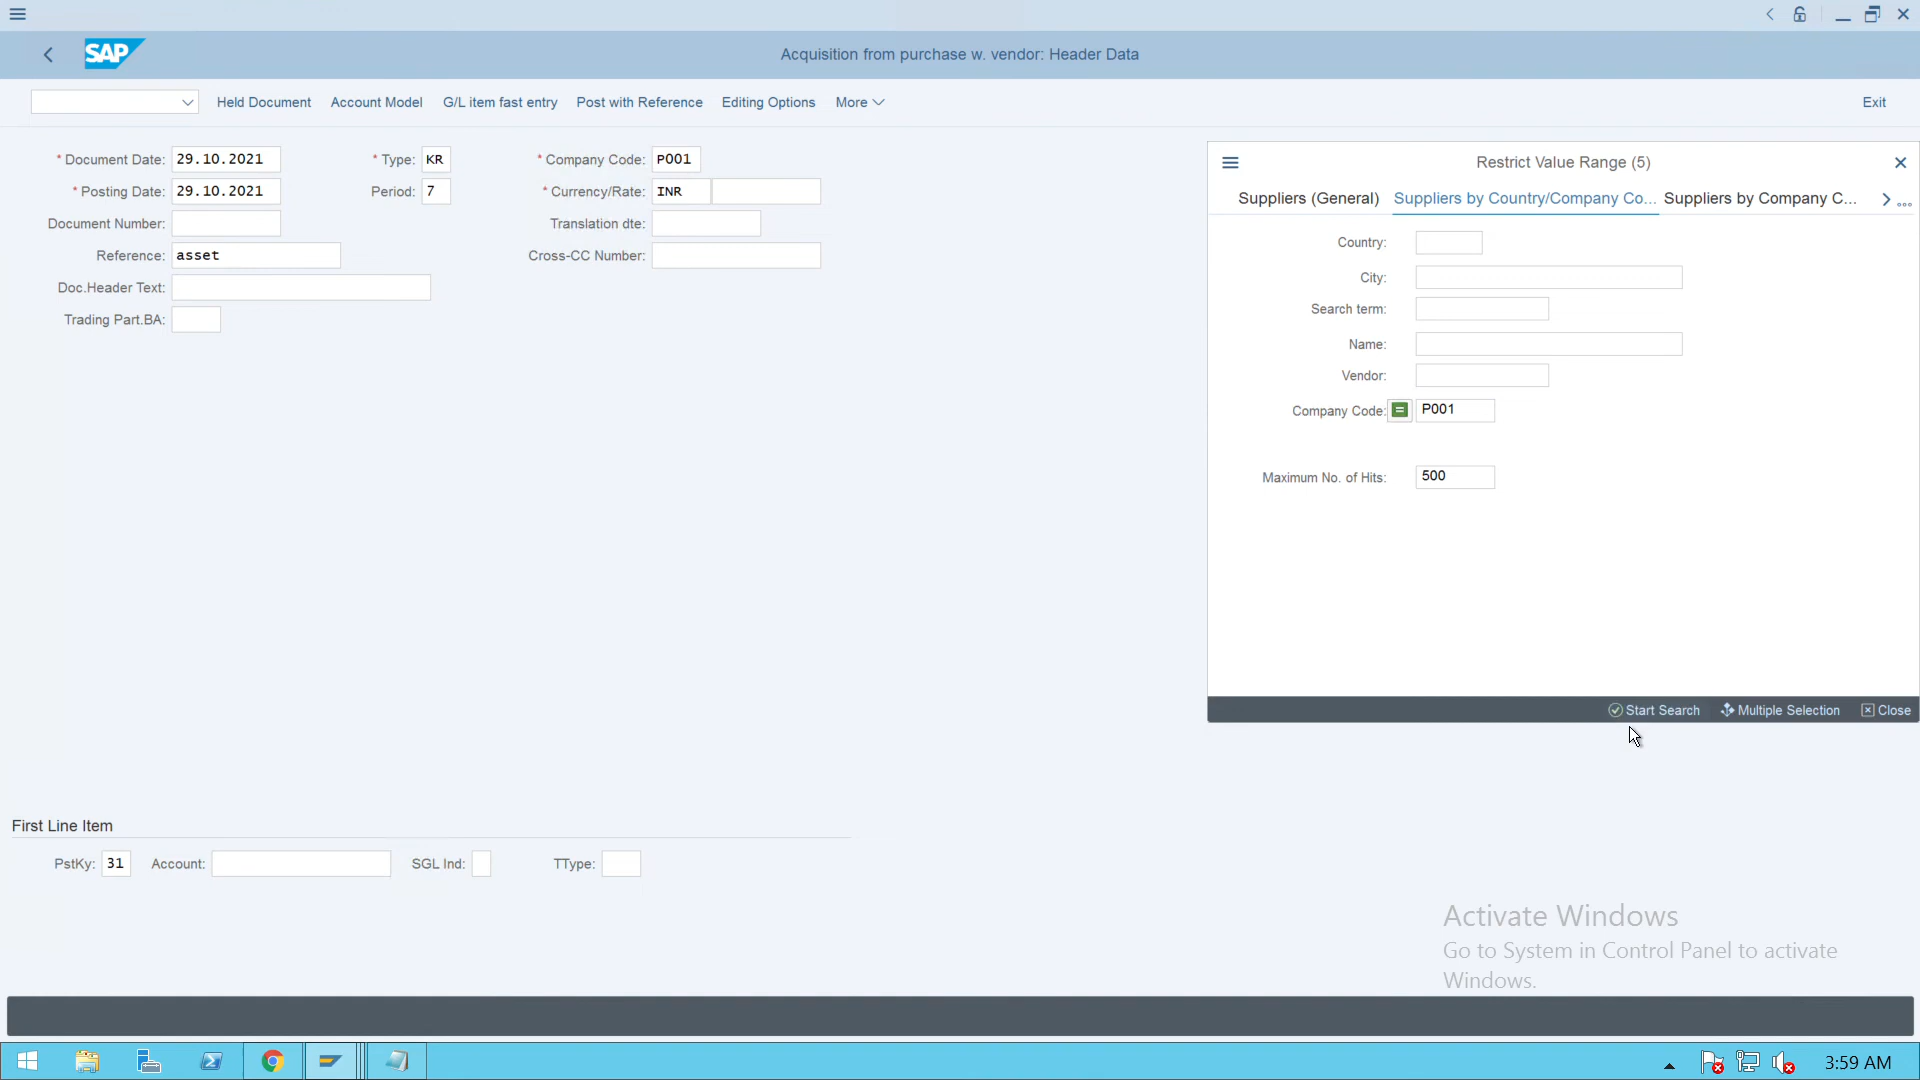 SAP
Acquisition from purchase w. vendor: Header Data
Held Document Account Model G/L item fast entry Post with Reference Editing Options More Exit
* Document Date: 29.10.2021 * Type: KR * Company Code: P001
* Posting Date: 29.10.2021 Period: 7 * Currency/Rate: INR
Document Number: Translation dte:
Reference: asset Cross-CC Number:
Doc.Header Text:
Trading Part.BA:
Restrict Value Range (5)
Suppliers (General) Suppliers by Country/Company Co... Suppliers by Company C... ...
Country:
City:
Search term:
Name:
Vendor:
Company Code: = P001
Maximum No. of Hits: 500
Start Search Multiple Selection Close
First Line Item
PstKy: 31 Account: SGL Ind: TType:
Activate Windows
Go to System in Control Panel to activate
Windows.
3:59 AM